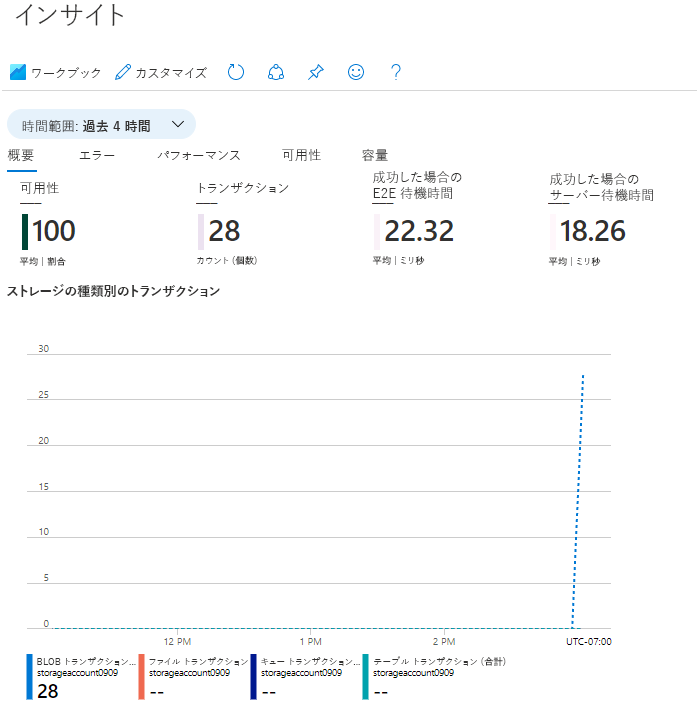 インサイト
ワークブック カスタマイズ
時間範囲: 過去 4 時間
概要 エラー パフォーマンス 可用性 容量
可用性
100
平均 | 割合
トランザクション
28
カウント (個数)
成功した場合の
E2E 待機時間
22.32
平均 | ミリ秒
成功した場合の
サーバー待機時間
18.26
平均 | ミリ秒
ストレージの種類別のトランザクション
30
25
20
15
10
5
0
12 PM 1 PM 2 PM UTC-07:00
BLOB トランザクション...
storageaccount0909
28
ファイル トランザクション
storageaccount0909
--
キュー トランザクション...
storageaccount0909
--
テーブル トランザクション (合計)
storageaccount0909
--